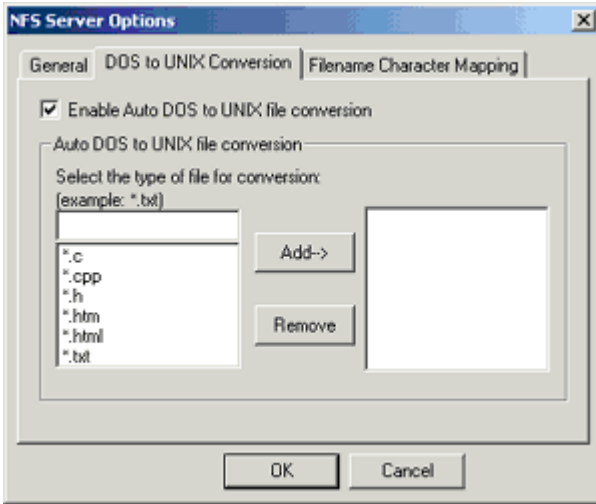 NFS Server Options
General DOS to UNIX Conversion Filename Character Mapping
Enable Auto DOS to UNIX file conversion
Auto DOS to UNIX file conversion
Select the type of file for conversion:
(example: *.txt)
*.c
*.cpp
*.h
*.htm
*.html
*.txt
Add-->
Remove
OK Cancel